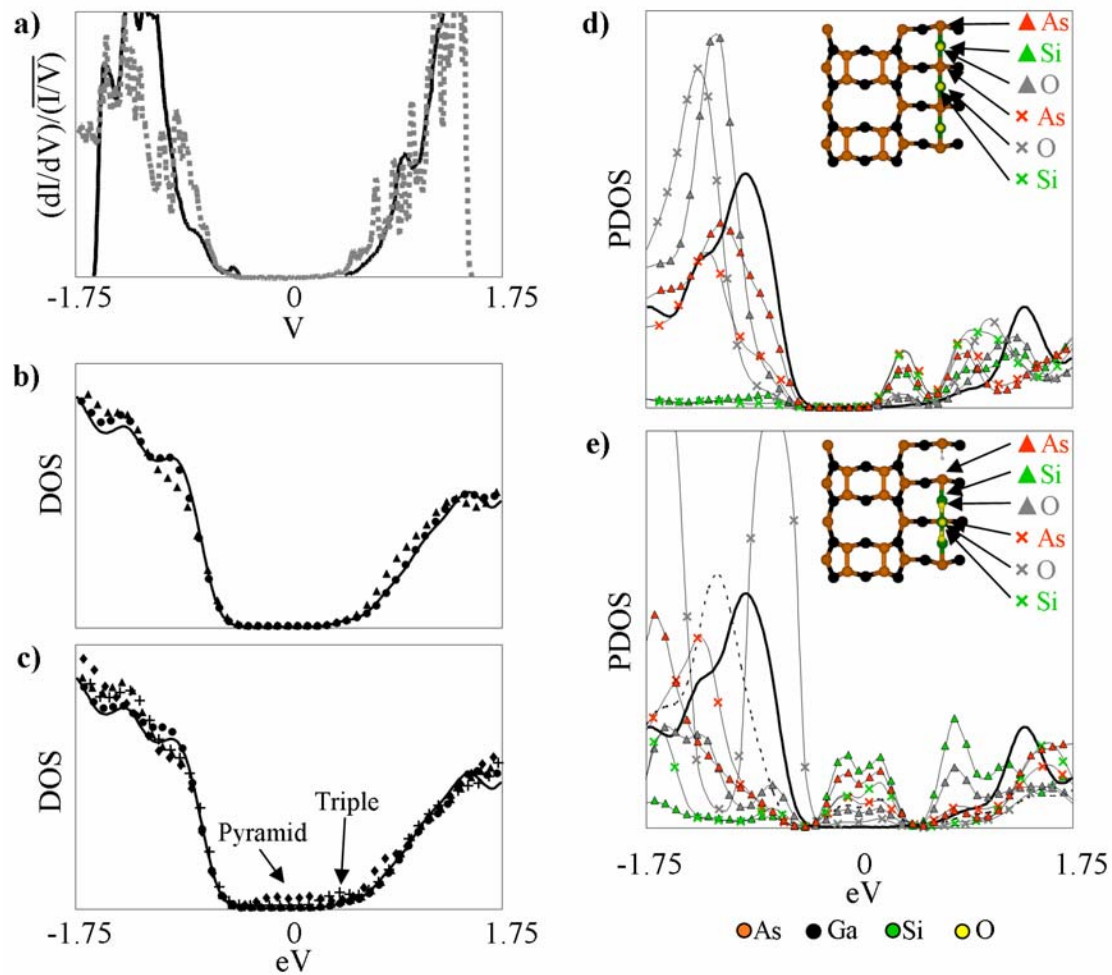 a)
(dI/dV)/(I/V)
-1.75
0
1.75
V
b)
DOS
c)
DOS
Pyramid
Triple
-1.75
0
1.75
eV
d)
PDOS
As
Si
O
As
O
Si
e)
PDOS
As
Si
O
As
O
Si
-1.75
0
1.75
eV
As Ga Si O